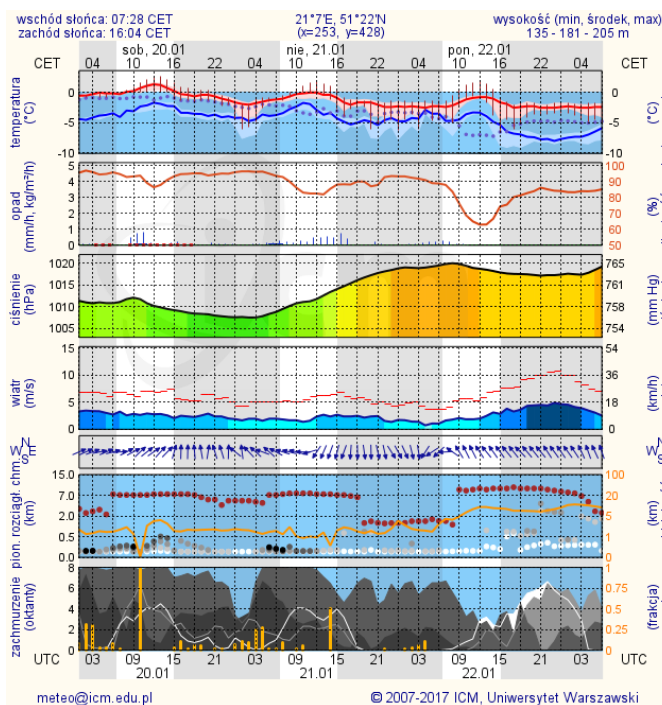 wschód słońca: 07:28 CET 21°7'E, 51°22'N wysokość (min, środek, max)
zachód słońca: 16:04 CET (x=253, y=428) 135 - 181 - 205 m
sob, 20.01 nie, 21.01 pon, 22.01
CET 04 10 16 22 04 10 16 22 04 10 16 22 04 CET
temperatura
(°C)
0
-5
-10
0
-5
-10
(°C)
opad
(mm/h, kg/m²/h)
5
4
3
2
1
0
100
90
80
70
60
50
(%)
ciśnienie
(hPa)
1020
1015
1010
1005
765
761
758
754
(mm Hg)
wiatr
(m/s)
15
10
5
0
54
36
18
0
(km/h)
N
W E
S
N
W
S
pion. rozciągł. chm.
(km)
15.0
7.0
2.0
0.5
0.0
100
20
5
1
0
(km)
zachmurzenie
(oktanty)
8
6
4
2
0
1
0.75
0.5
0.25
0
(frakcja)
UTC 03 09 15 21 03 09 15 21 03 09 15 21 03 UTC
20.01 21.01 22.01
meteo@icm.edu.pl © 2007-2017 ICM, Uniwersytet Warszawski